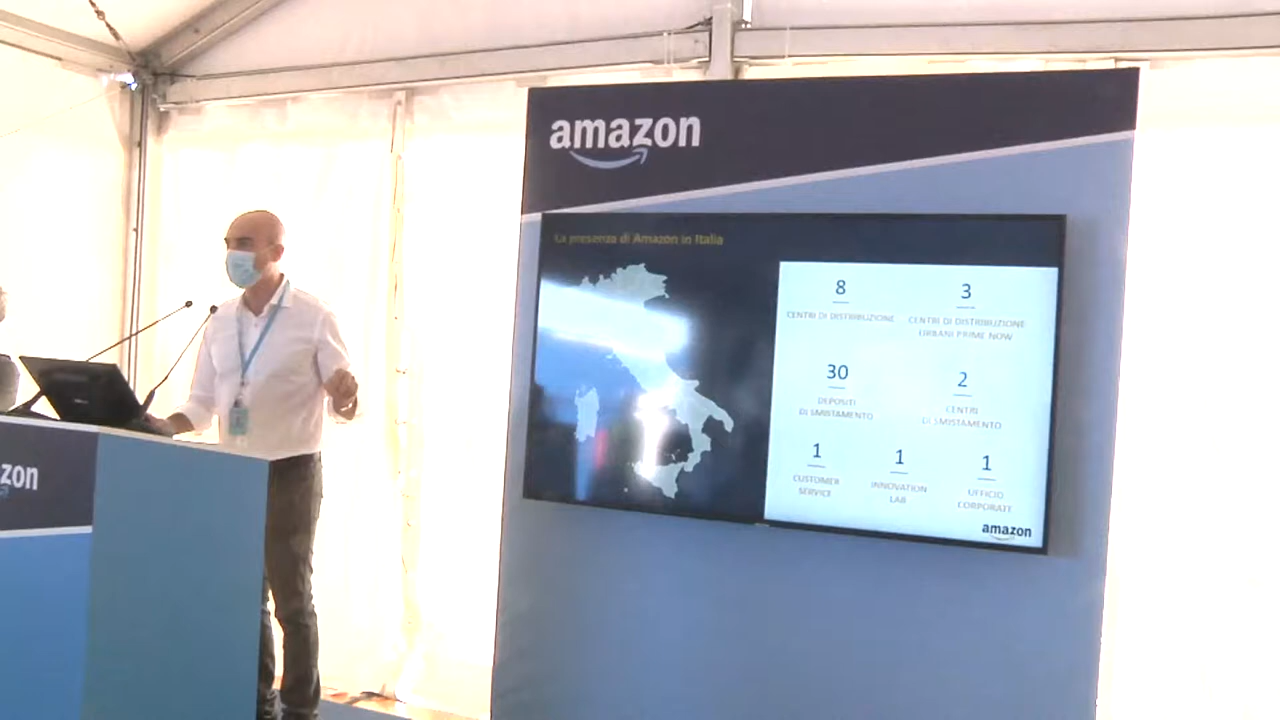 amazon
La presenza di Amazon in Italia
8
CENTRI DI DISTRIBUZIONE
3
CENTRI DI DISTRIBUZIONE
URBANI PRIME NOW
30
DEPOSITI
DI SMISTAMENTO
2
CENTRI
DI SMISTAMENTO
1
CUSTOMER
SERVICE
1
INNOVATION
LAB
1
UFFICIO
CORPORATE
amazon
zon